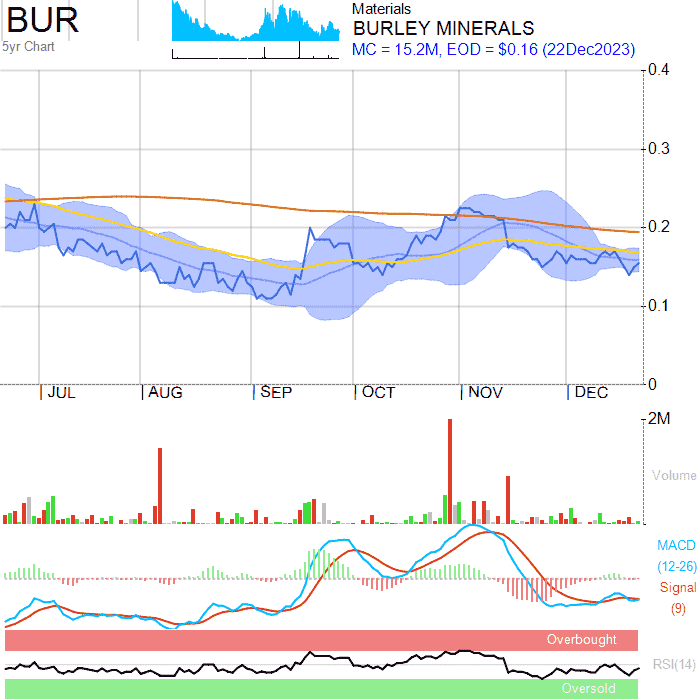 BUR
5yr Chart
Materials
BURLEY MINERALS
MC = 15.2M, EOD = $0.16 (22Dec2023)
0.4
0.3
0.2
0.1
0
JUL
AUG
SEP
OCT
NOV
DEC
2M
Volume
MACD
(12-26)
Signal
(9)
Overbought
RSI(14)
Oversold